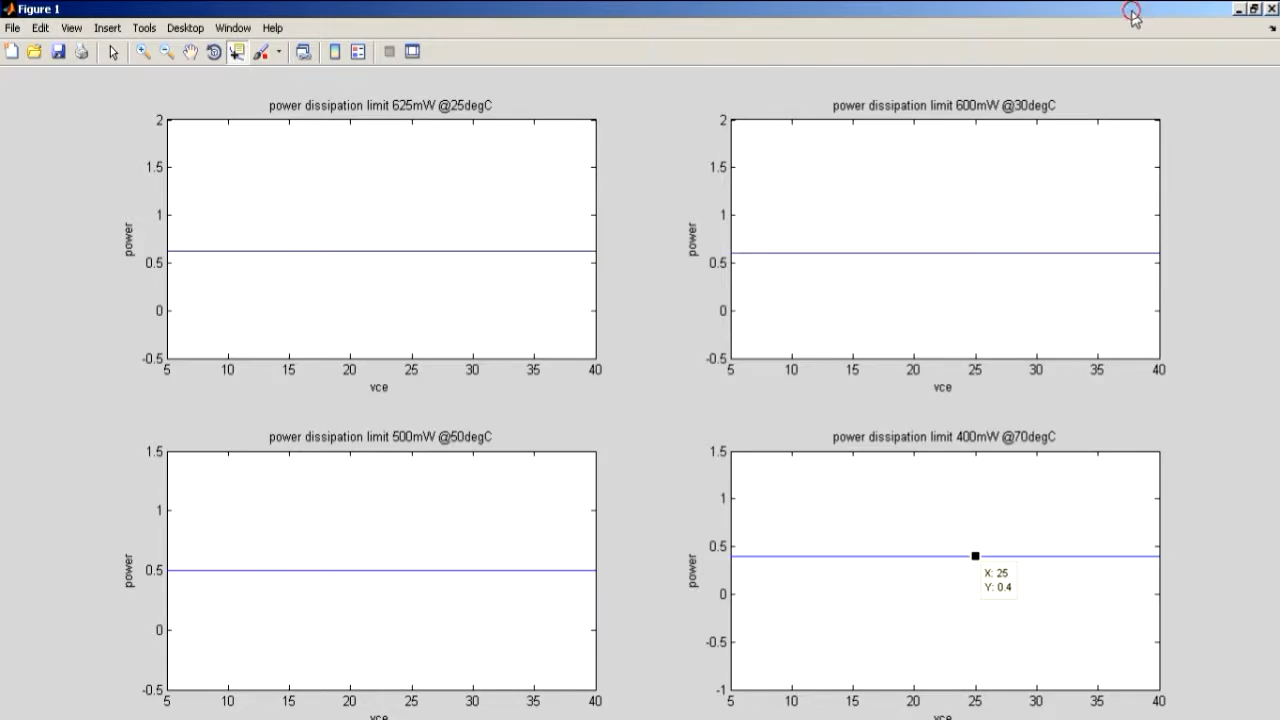 Figure 1
File Edit View Insert Tools Desktop Window Help
power dissipation limit 625mW @25degC
2
1.5
1
0.5
0
-0.5
power
5 10 15 20 25 30 35 40
vce
power dissipation limit 600mW @30degC
2
1.5
1
0.5
0
-0.5
power
5 10 15 20 25 30 35 40
vce
power dissipation limit 500mW @50degC
1.5
1
0.5
0
-0.5
power
5 10 15 20 25 30 35 40
vce
power dissipation limit 400mW @70degC
1.5
1
0.5
0
-0.5
-1
power
X: 25
Y: 0.4
5 10 15 20 25 30 35 40
vce